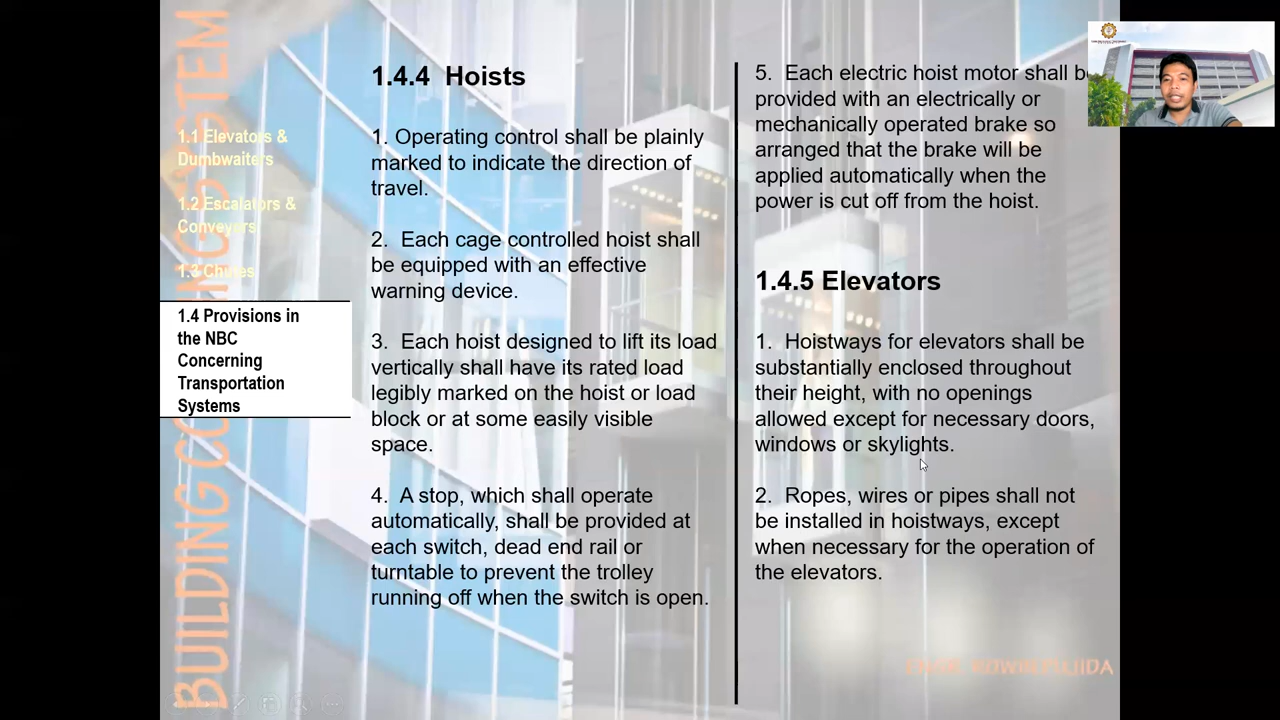 BUILDING CONVEYING SYSTEM
1.1 Elevators &
Dumbwaiters
1.2 Escalators &
Conveyors
1.3 Chutes
1.4 Provisions in
the NBC
Concerning
Transportation
Systems
1.4.4 Hoists
1. Operating control shall be plainly
marked to indicate the direction of
travel.
2. Each cage controlled hoist shall
be equipped with an effective
warning device.
3. Each hoist designed to lift its load
vertically shall have its rated load
legibly marked on the hoist or load
block or at some easily visible
space.
4. A stop, which shall operate
automatically, shall be provided at
each switch, dead end rail or
turntable to prevent the trolley
running off when the switch is open.
5. Each electric hoist motor shall b
provided with an electrically or
mechanically operated brake so
arranged that the brake will be
applied automatically when the
power is cut off from the hoist.
1.4.5 Elevators
1. Hoistways for elevators shall be
substantially enclosed throughout
their height, with no openings
allowed except for necessary doors,
windows or skylights.
2. Ropes, wires or pipes shall not
be installed in hoistways, except
when necessary for the operation of
the elevators.